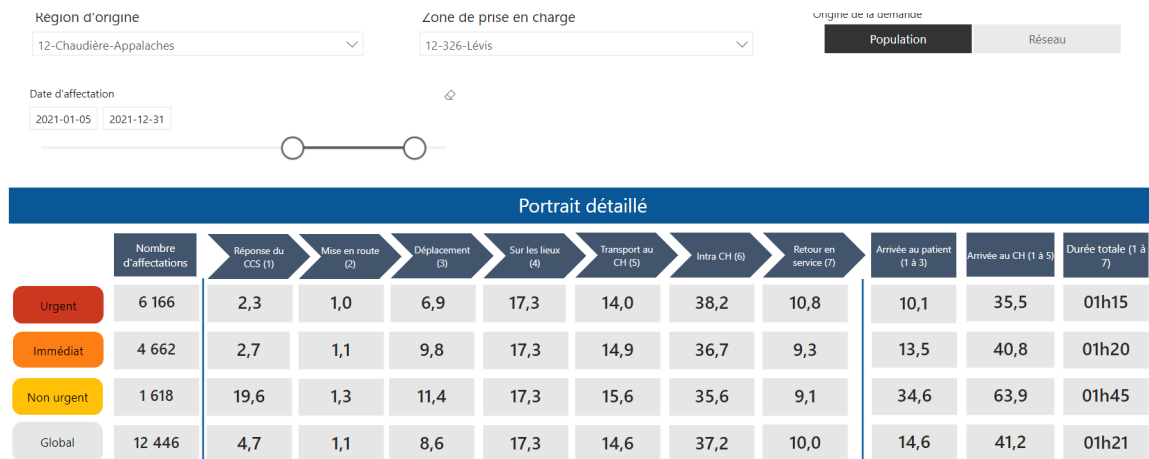 Région d'origine
Zone de prise en charge
Origine de la demande
12-Chaudière-Appalaches
12-326-Lévis
Population
Réseau
Date d'affectation
2021-01-05
2021-12-31
Portrait détaillé
Nombre d'affectations
Réponse du CCS (1)
Mise en route (2)
Déplacement (3)
Sur les lieux (4)
Transport au CH (5)
Intra CH (6)
Retour en service (7)
Arrivée au patient (1 à 3)
Arrivée au CH (1 à 5)
Durée totale (1 à 7)
Urgent 6 166 2,3 1,0 6,9 17,3 14,0 38,2 10,8 10,1 35,5 01h15
Immédiat 4 662 2,7 1,1 9,8 17,3 14,9 36,7 9,3 13,5 40,8 01h20
Non urgent 1 618 19,6 1,3 11,4 17,3 15,6 35,6 9,1 34,6 63,9 01h45
Global 12 446 4,7 1,1 8,6 17,3 14,6 37,2 10,0 14,6 41,2 01h21